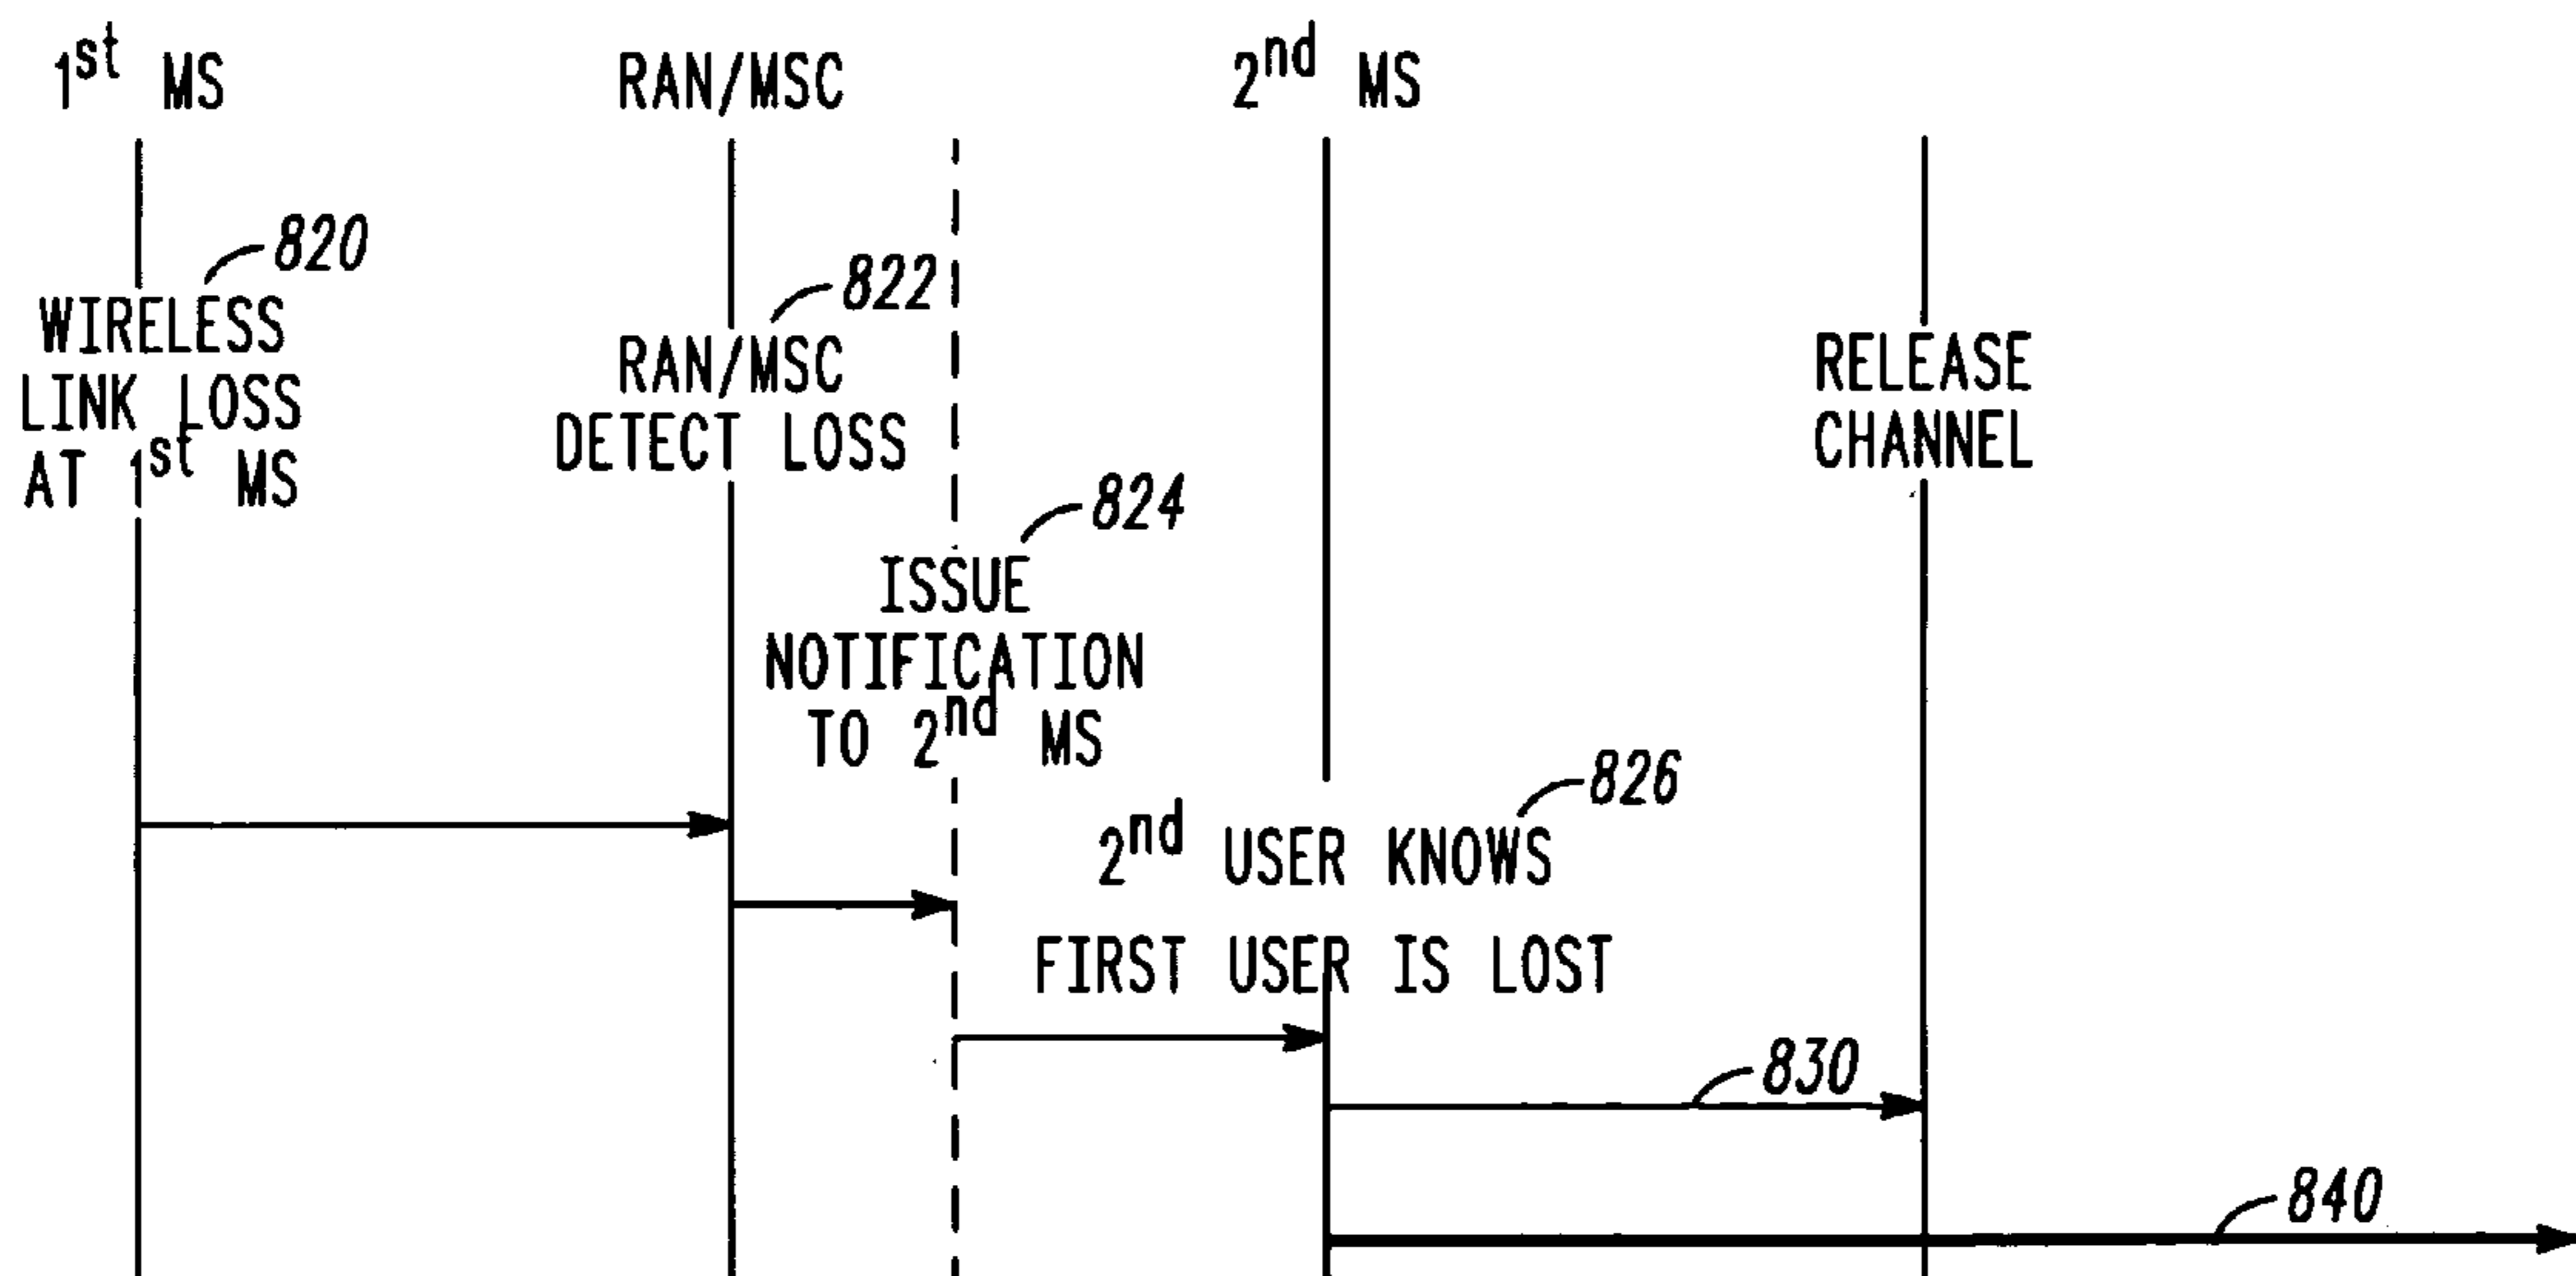 1st MS
RAN/MSC
2nd MS
820
WIRELESS
LINK LOSS
AT 1st MS
822
RAN/MSC
DETECT LOSS
RELEASE
CHANNEL
824
ISSUE
NOTIFICATION
TO 2nd MS
826
2nd USER KNOWS
FIRST USER IS LOST
830
840